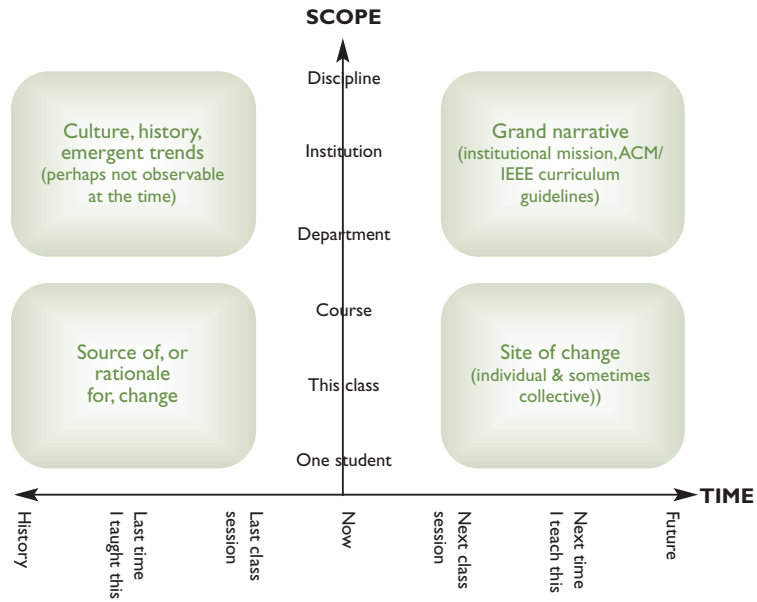 SCOPE
Discipline
Culture, history,
emergent trends
(perhaps not observable
at the time)
Institution
Grand narrative
(institutional mission, ACM/
IEEE curriculum
guidelines)
Department
Course
Source of, or
rationale
for, change
This class
Site of change
(individual & sometimes
collective))
One student
TIME
History
Last time
I taught this
Last class
session
Now
Next class
session
Next time
I teach this
Future